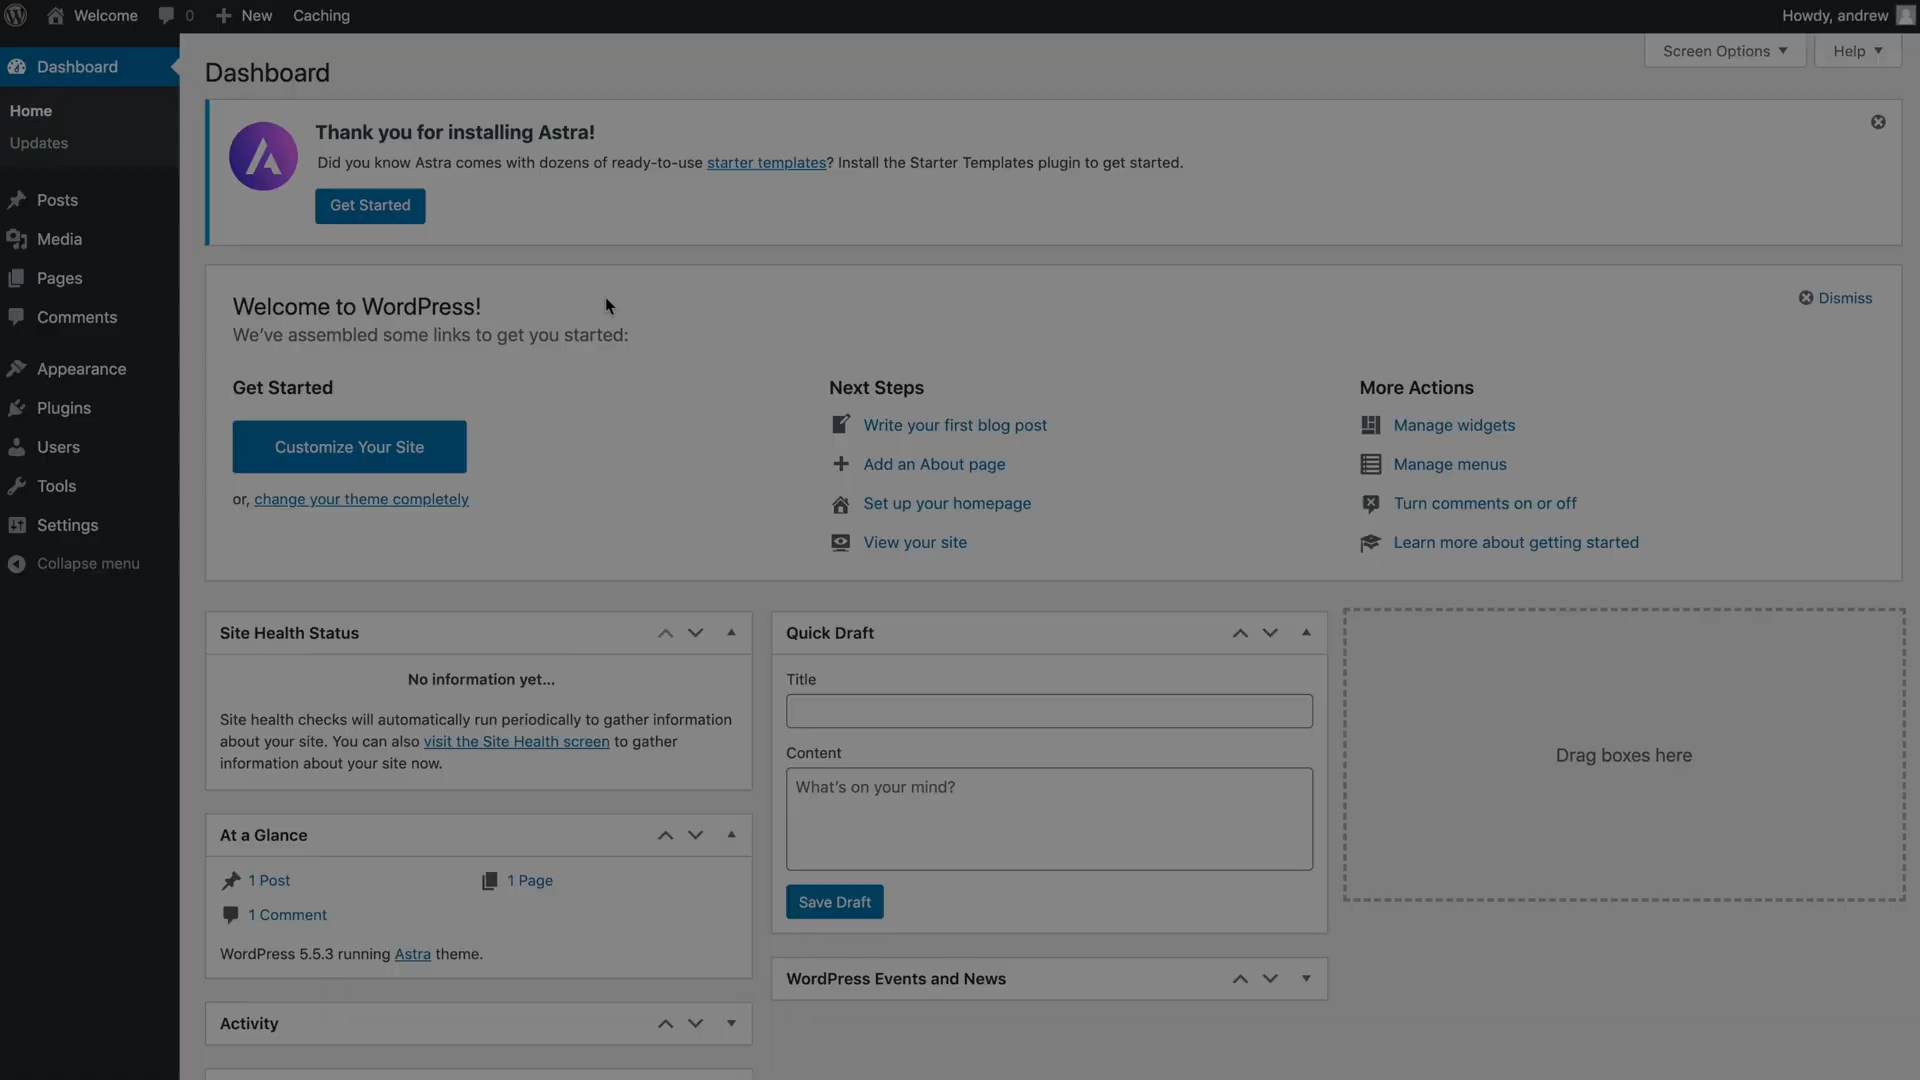 Welcome 0 New Caching Howdy, andrew
Dashboard
Home
Updates
Posts
Media
Pages
Comments
Appearance
Plugins
Users
Tools
Settings
Collapse menu
Screen Options Help
Dashboard
Thank you for installing Astra!
Did you know Astra comes with dozens of ready-to-use starter templates? Install the Starter Templates plugin to get started.
Get Started
Welcome to WordPress!
We've assembled some links to get you started:
Dismiss
Get Started
Customize Your Site
or, change your theme completely
Next Steps
Write your first blog post
Add an About page
Set up your homepage
View your site
More Actions
Manage widgets
Manage menus
Turn comments on or off
Learn more about getting started
Site Health Status
No information yet...
Site health checks will automatically run periodically to gather information
about your site. You can also visit the Site Health screen to gather
information about your site now.
At a Glance
1 Post 1 Page
1 Comment
WordPress 5.5.3 running Astra theme.
Activity
Quick Draft
Title
Content
What's on your mind?
Save Draft
WordPress Events and News
Drag boxes here